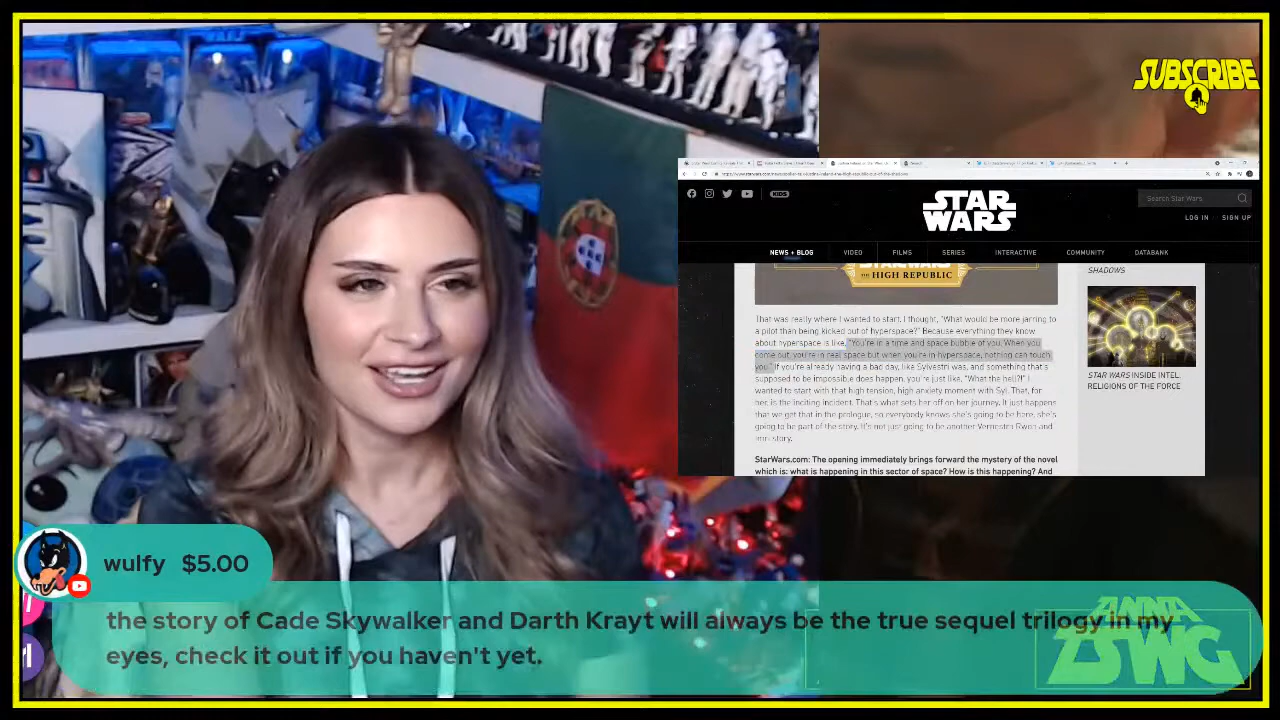 SUBSCRIBE
STAR
WARS
KIDS
Search Star Wars
LOG IN SIGN UP
NEWS + BLOG VIDEO FILMS SERIES INTERACTIVE COMMUNITY DATABANK
THE HIGH REPUBLIC
SHADOWS
That was really where I wanted to start. I thought, "What would be more jarring to
a pilot than being kicked out of hyperspace?" Because everything they know
about hyperspace is like, "You're in a time and space bubble of you. When you
come out, you're in real space but when you're in hyperspace, nothing can touch
you." If you're already having a bad day, like Sylvestri was, and something that's
supposed to be impossible does happen, you're just like, "What the hell?!" I
wanted to start with that high tension, high anxiety moment with Syl. That, for
her, is the inciting incident. That's what sets her off on her journey. It just happens
that we get that in the prologue, so everybody knows she's going to be here, she's
going to be part of the story. It's not just going to be another Vernestra Rwoh and
Imri story.
StarWars.com: The opening immediately brings forward the mystery of the novel
which is: what is happening in this sector of space? How is this happening? And
STAR WARS INSIDE INTEL:
RELIGIONS OF THE FORCE
wulfy $5.00
the story of Cade Skywalker and Darth Krayt will always be the true sequel trilogy in my
eyes, check it out if you haven't yet.
ANNA
TSWG